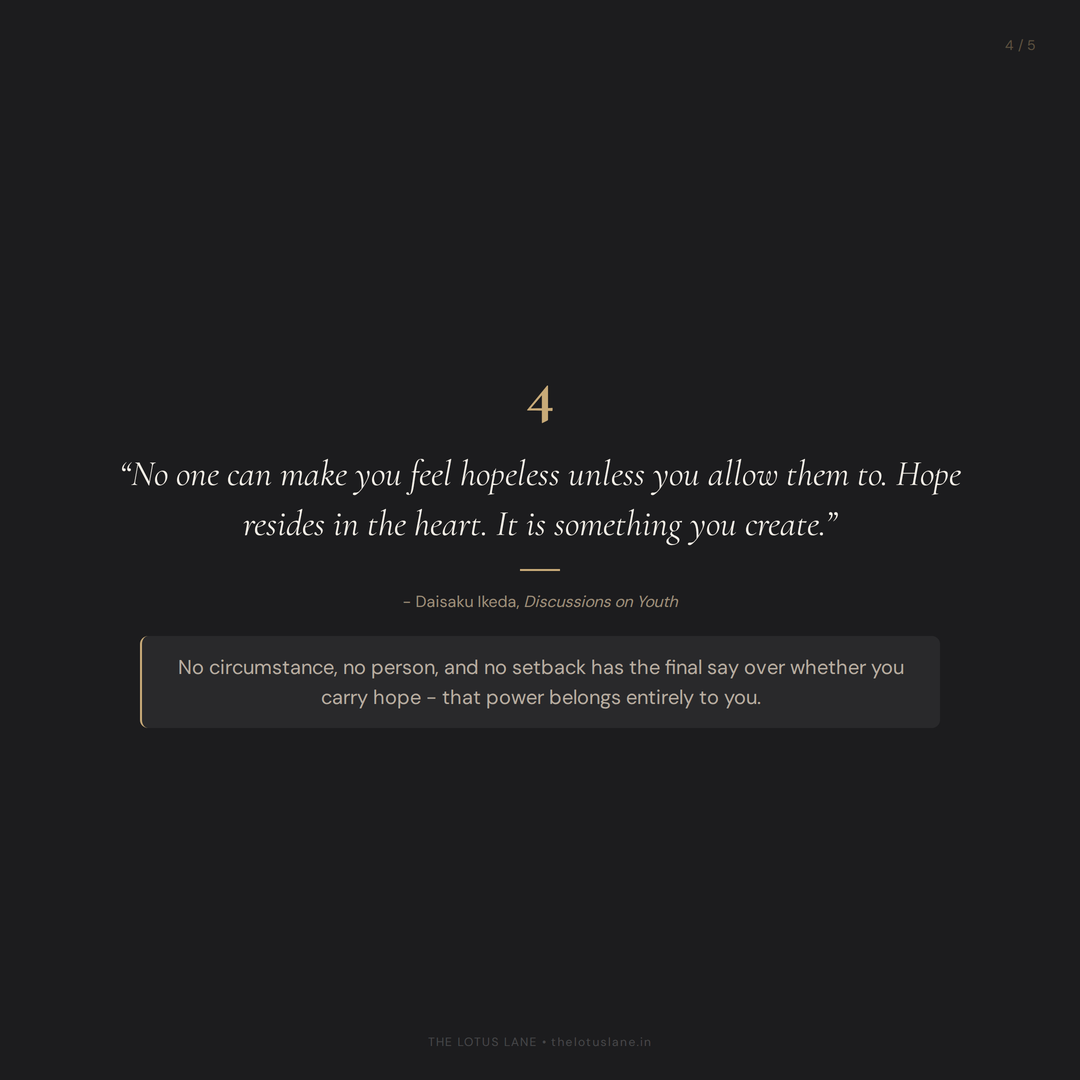 4 / 5
4
“No one can make you feel hopeless unless you allow them to. Hope
resides in the heart. It is something you create.”
– Daisaku Ikeda, Discussions on Youth
No circumstance, no person, and no setback has the final say over whether you
carry hope – that power belongs entirely to you.
THE LOTUS LANE • thelotuslane.in